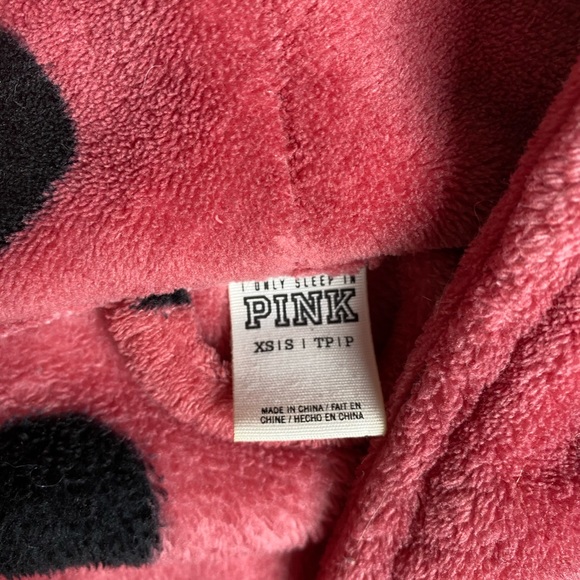 I ONLY SLEEP IN
PINK
XS|S | TP|P
MADE IN CHINA / FAIT EN
CHINE / HECHO EN CHINA